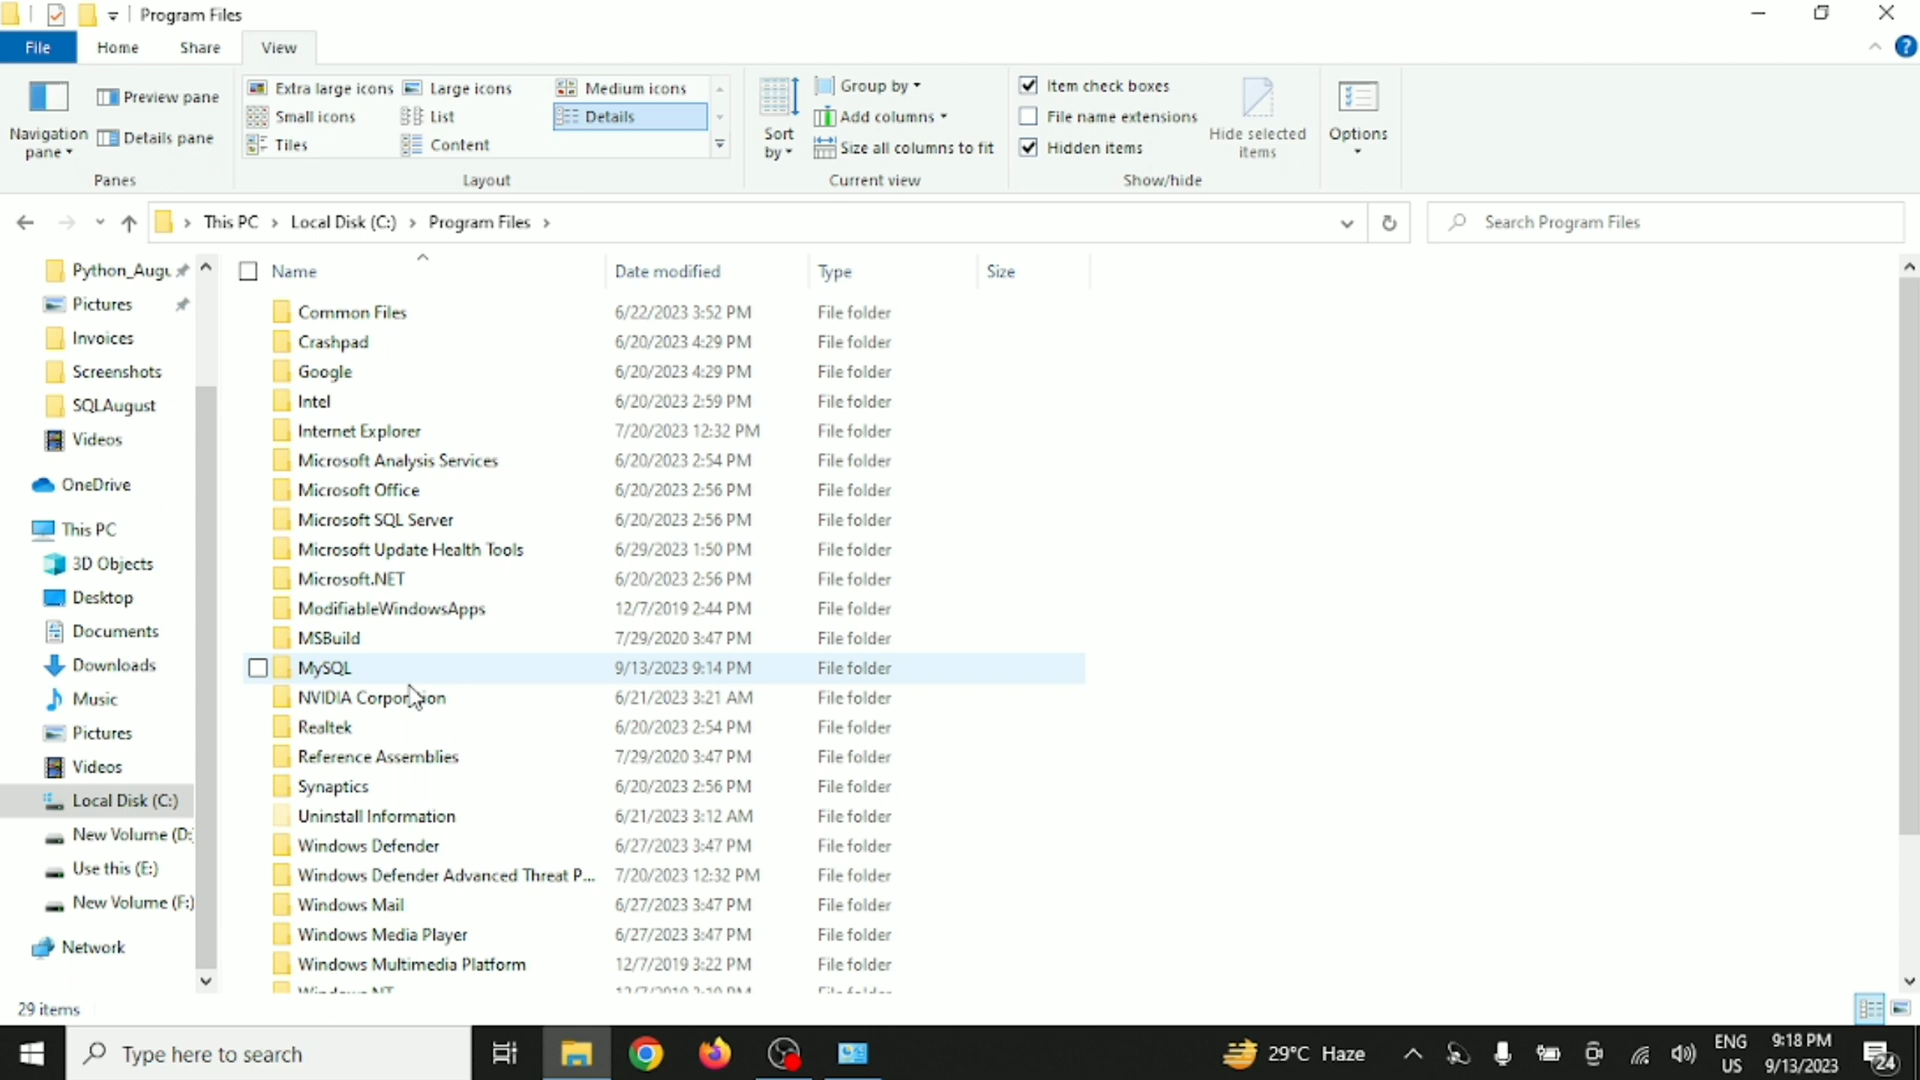 Program Files
File Home Share View
Navigation pane
Preview pane
Details pane
Panes
Extra large icons Large icons Medium icons
Small icons List Details
Tiles Content
Layout
Sort by
Group by
Add columns
Size all columns to fit
Current view
Item check boxes
File name extensions
Hidden items
Hide selected items
Show/hide
Options
This PC > Local Disk (C:) > Program Files >
Search Program Files
Python_Augu
Pictures
Invoices
Screenshots
SQLAugust
Videos
OneDrive
This PC
3D Objects
Desktop
Documents
Downloads
Music
Pictures
Videos
Local Disk (C:)
New Volume (D:
Use this (E:)
New Volume (F:)
Network
Name Date modified Type Size
Common Files 6/22/2023 3:52 PM File folder
Crashpad 6/20/2023 4:29 PM File folder
Google 6/20/2023 4:29 PM File folder
Intel 6/20/2023 2:59 PM File folder
Internet Explorer 7/20/2023 12:32 PM File folder
Microsoft Analysis Services 6/20/2023 2:54 PM File folder
Microsoft Office 6/20/2023 2:56 PM File folder
Microsoft SQL Server 6/20/2023 2:56 PM File folder
Microsoft Update Health Tools 6/29/2023 1:50 PM File folder
Microsoft.NET 6/20/2023 2:56 PM File folder
ModifiableWindowsApps 12/7/2019 2:44 PM File folder
MSBuild 7/29/2020 3:47 PM File folder
MySQL 9/13/2023 9:14 PM File folder
NVIDIA Corporation 6/21/2023 3:21 AM File folder
Realtek 6/20/2023 2:54 PM File folder
Reference Assemblies 7/29/2020 3:47 PM File folder
Synaptics 6/20/2023 2:56 PM File folder
Uninstall Information 6/21/2023 3:12 AM File folder
Windows Defender 6/27/2023 3:47 PM File folder
Windows Defender Advanced Threat P... 7/20/2023 12:32 PM File folder
Windows Mail 6/27/2023 3:47 PM File folder
Windows Media Player 6/27/2023 3:47 PM File folder
Windows Multimedia Platform 12/7/2019 3:22 PM File folder
29 items
Type here to search
29°C Haze
ENG US
9:18 PM
9/13/2023
24